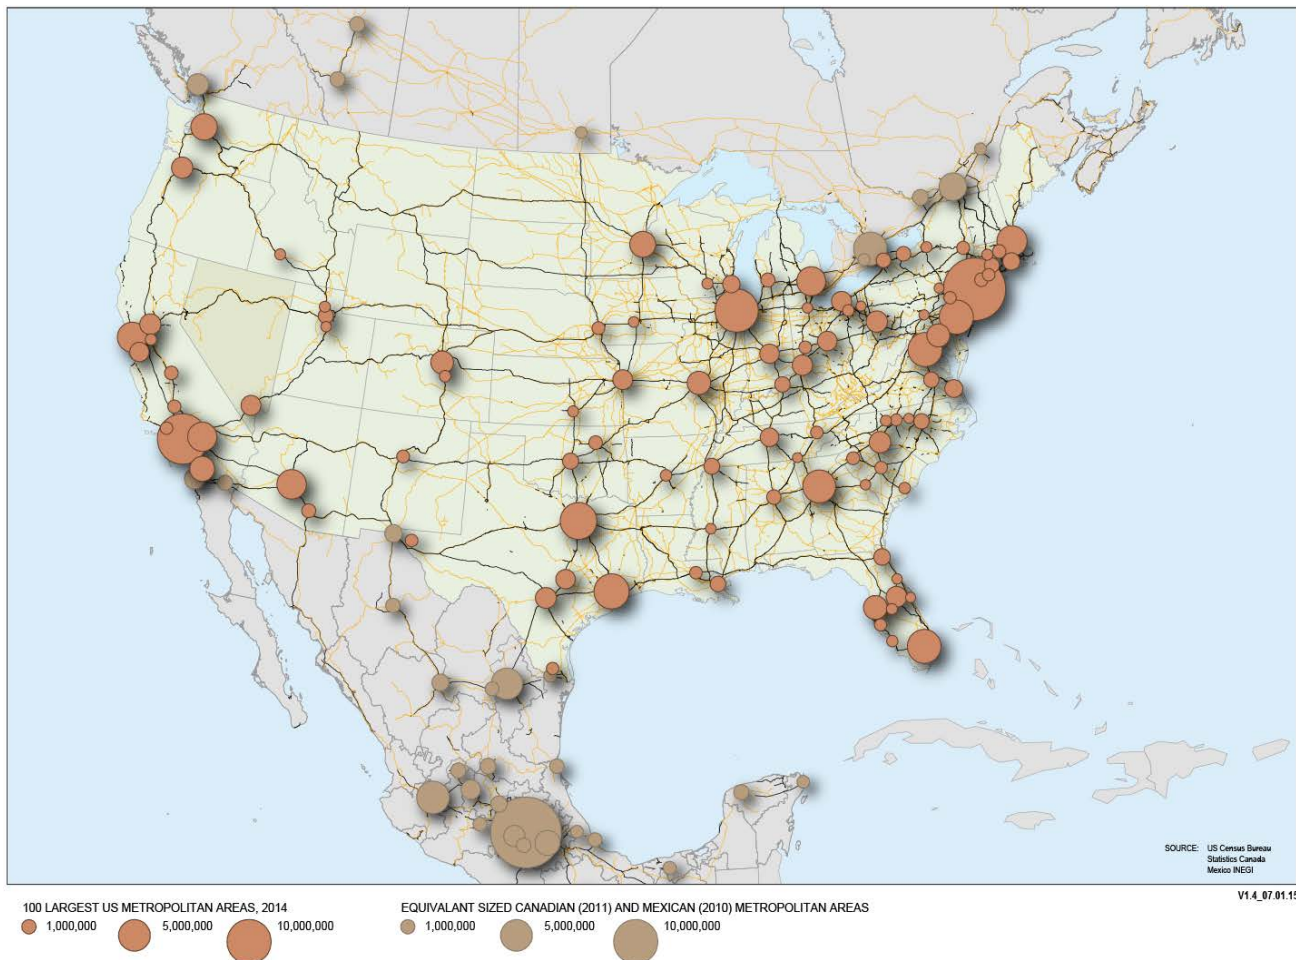 SOURCE: US Census Bureau
Statistics Canada
Mexico INEGI
V1.4_07.01.15
100 LARGEST US METROPOLITAN AREAS, 2014
1,000,000 5,000,000 10,000,000
EQUIVALANT SIZED CANADIAN (2011) AND MEXICAN (2010) METROPOLITAN AREAS
1,000,000 5,000,000 10,000,000